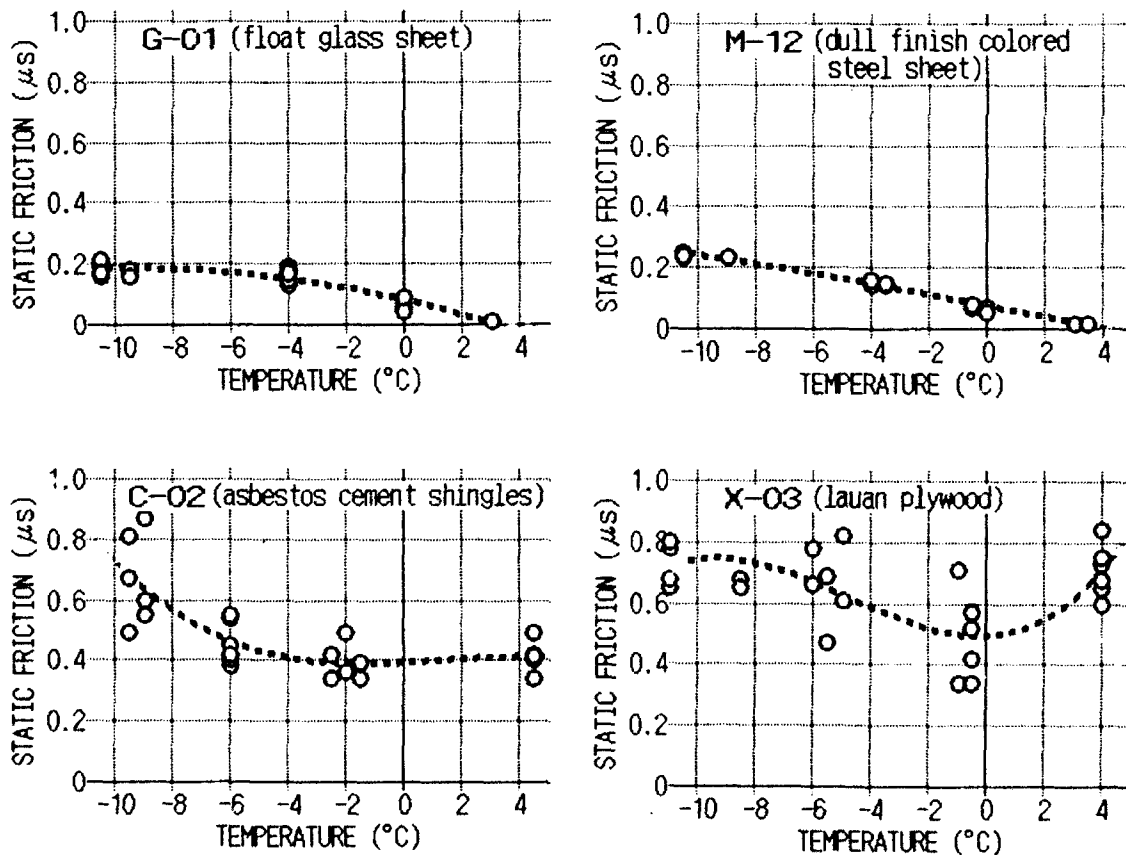 G-01 (float glass sheet)
STATIC FRICTION (μs)
1.0
0.8
0.6
0.4
0.2
0
-10 -8 -6 -4 -2 0 2 4
TEMPERATURE (°C)
M-12 (dull finish colored
steel sheet)
STATIC FRICTION (μs)
1.0
0.8
0.6
0.4
0.2
0
-10 -8 -6 -4 -2 0 2 4
TEMPERATURE (°C)
C-02 (asbestos cement shingles)
STATIC FRICTION (μs)
1.0
0.8
0.6
0.4
0.2
0
-10 -8 -6 -4 -2 0 2 4
TEMPERATURE (°C)
X-03 (lauan plywood)
STATIC FRICTION (μs)
1.0
0.8
0.6
0.4
0.2
0
-10 -8 -6 -4 -2 0 2 4
TEMPERATURE (°C)